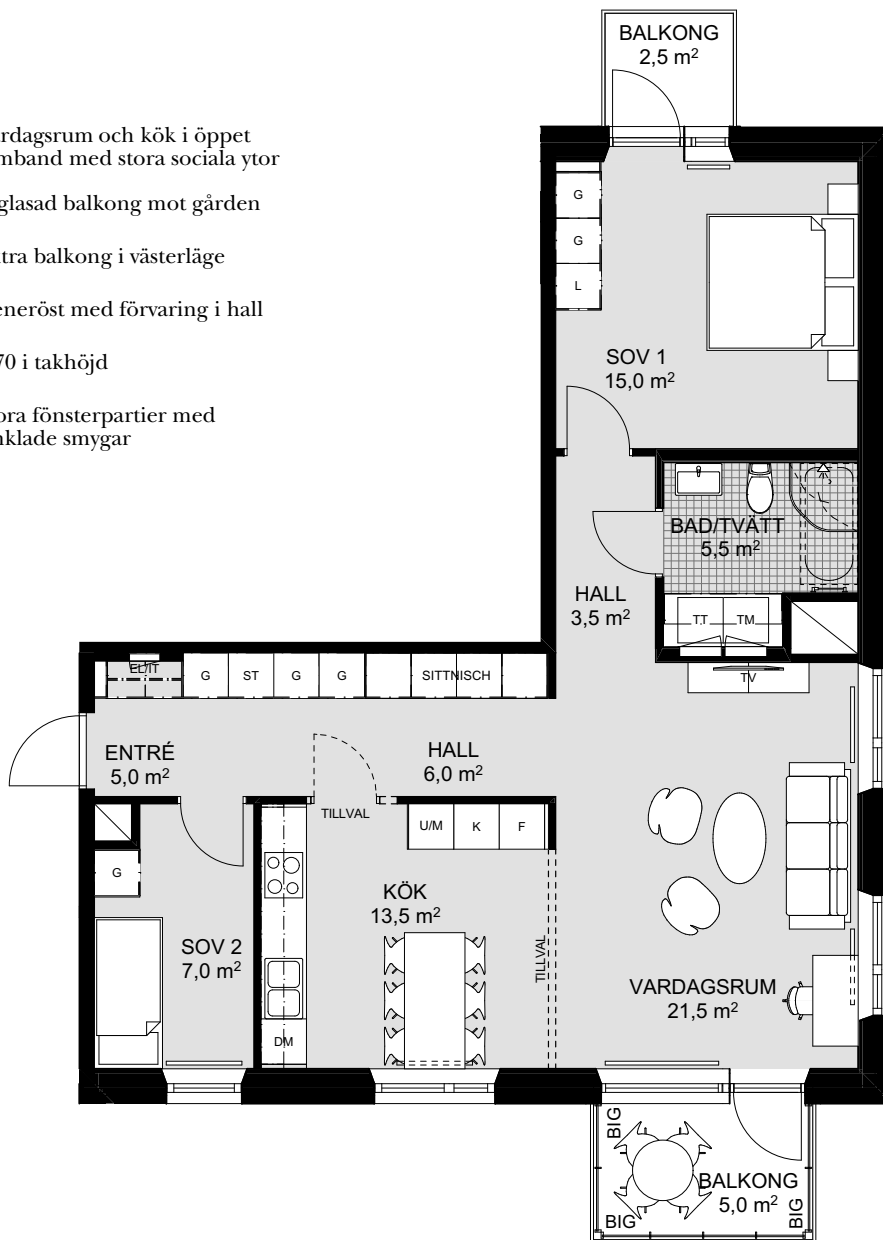 BALKONG
2,5 m²
rdagsrum och kök i öppet
mband med stora sociala ytor
glasad balkong mot gården
tra balkong i västerläge
eneröst med förvaring i hall
70 i takhöjd
ora fönsterpartier med
nklade smygar
G
G
L
SOV 1
15,0 m²
BAD/TVÄTT
5,5 m²
HALL
3,5 m²
TT
TM
EL/IT
G
ST
G
G
SITTNISCH
TV
ENTRÉ
5,0 m²
HALL
6,0 m²
TILLVAL
U/M
K
F
G
KÖK
13,5 m²
SOV 2
7,0 m²
TILLVAL
VARDAGSRUM
21,5 m²
DM
BIG
BALKONG
5,0 m²
BIG
BIG